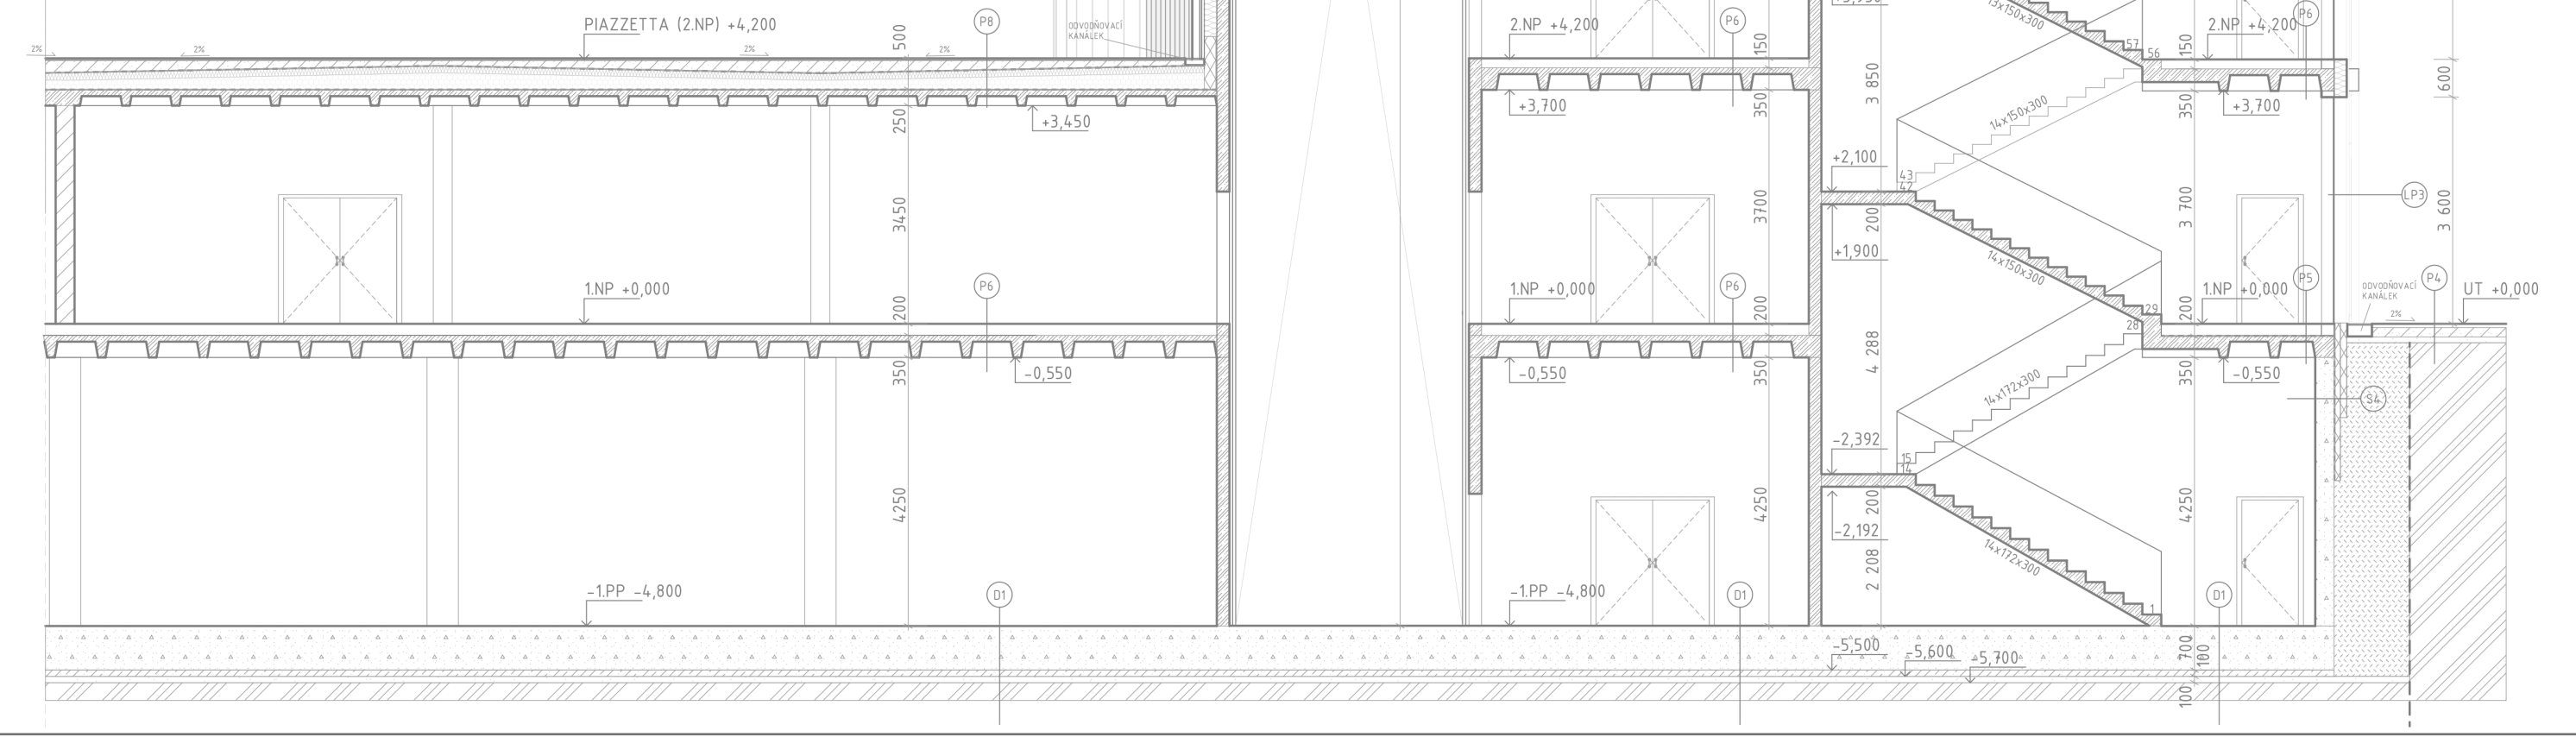 PIAZZETTA (2.NP) +4,200
500
P8
ODVODŇOVACÍ
KANÁLEK
2.NP +4,200
P6
13x150x300
2.NP +4,200
P6
2%
2%
2%
2%
150
57
56
150
600
3 850
+3,700
350
14x150x300
350
+3,700
250
+3,450
+2,100
43
42
LP3
3450
3700
200
+1,900
14x150x300
3 700
3 600
1.NP +0,000
P6
1.NP +0,000
P6
1.NP +0,000
P5
P4
UT +0,000
ODVODŇOVACÍ
KANÁLEK
2%
200
200
29
28
200
4 288
350
-0,550
-0,550
350
350
-0,550
14x172x300
S4
-2,392
15
14
4250
4250
200
4250
-2,192
14x172x300
2 208
-1.PP -4,800
D1
-1.PP -4,800
D1
1
D1
-5,500
-5,600
-5,700
700
100
100